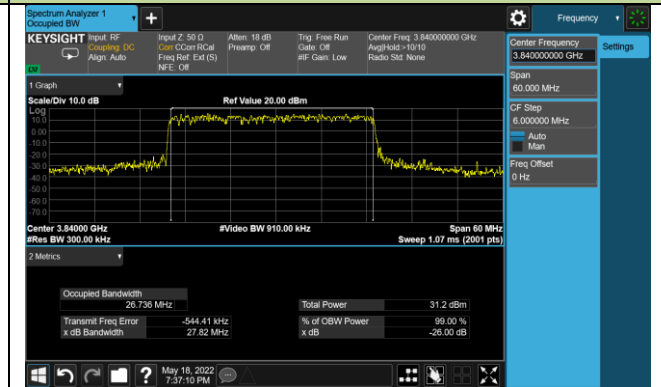 Spectrum Analyzer 1
Occupied BW
Frequency
KEYSIGHT
Input: RF
Coupling: DC
Align: Auto
Input Z: 50 Ω
Corr CCorr RCal
Freq Ref: Ext (S)
NFE: Off
Atten: 18 dB
Preamp: Off
Trig: Free Run
Gate: Off
#IF Gain: Low
Center Freq: 3.840000000 GHz
Avg|Hold:>10/10
Radio Std: None
LM
1 Graph
Scale/Div 10.0 dB
Ref Value 20.00 dBm
Log
10.0
0.00
-10.0
-20.0
-30.0
-40.0
-50.0
-60.0
-70.0
Center 3.84000 GHz
#Video BW 910.00 kHz
Span 60 MHz
#Res BW 300.00 kHz
Sweep 1.07 ms (2001 pts)
2 Metrics
Occupied Bandwidth
26.736 MHz
Total Power
31.2 dBm
Transmit Freq Error
-544.41 kHz
% of OBW Power
99.00 %
x dB Bandwidth
27.82 MHz
x dB
-26.00 dB
May 18, 2022
7:37:10 PM
Center Frequency
3.840000000 GHz
Settings
Span
60.000 MHz
CF Step
6.000000 MHz
Auto
Man
Freq Offset
0 Hz